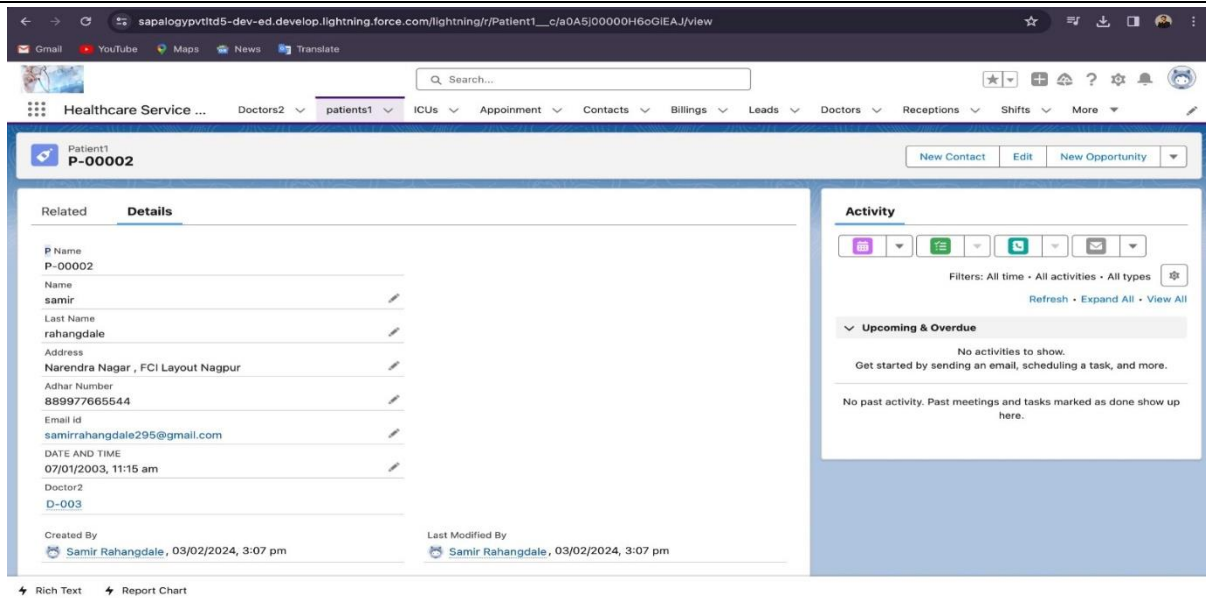 sapalogypvtltd5-dev-ed.develop.lightning.force.com/lightning/r/Patient1__c/a0A5j00000H6oGiEAJ/view
Gmail YouTube Maps News Translate
Search...
Healthcare Service ... Doctors2 patients1 ICUs Appoinment Contacts Billings Leads Doctors Receptions Shifts More
Patient1
P-00002
New Contact Edit New Opportunity
Related Details
P Name
P-00002
Name
samir
Last Name
rahangdale
Address
Narendra Nagar , FCI Layout Nagpur
Adhar Number
889977665544
Email id
samirrahangdale295@gmail.com
DATE AND TIME
07/01/2003, 11:15 am
Doctor2
D-003
Created By
Samir Rahangdale, 03/02/2024, 3:07 pm
Last Modified By
Samir Rahangdale, 03/02/2024, 3:07 pm
Activity
Filters: All time • All activities • All types
Refresh • Expand All • View All
Upcoming & Overdue
No activities to show.
Get started by sending an email, scheduling a task, and more.
No past activity. Past meetings and tasks marked as done show up
here.
Rich Text Report Chart